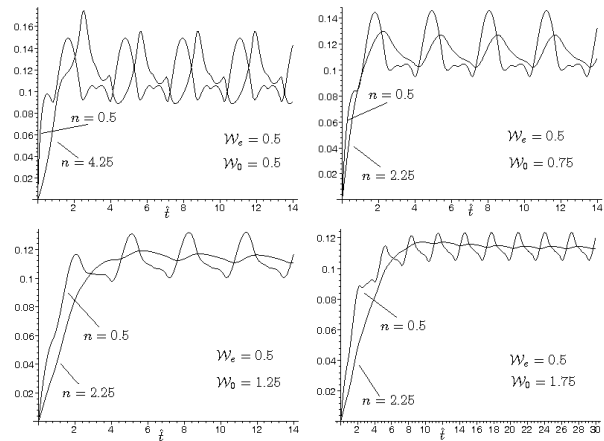 0.16
0.14
0.12
0.1
0.08
0.06
0.04
0.02
n = 0.5
n = 4.25
𝒲e = 0.5
𝒲0 = 0.5
2 4 6 8 10 12 14
t̂
0.14
0.12
0.1
0.08
0.06
0.04
0.02
n = 0.5
n = 2.25
𝒲e = 0.5
𝒲0 = 0.75
2 4 6 8 10 12 14
t̂
0.12
0.1
0.08
0.06
0.04
0.02
n = 0.5
n = 2.25
𝒲e = 0.5
𝒲0 = 1.25
2 4 6 8 10 12 14
t̂
0.12
0.1
0.08
0.06
0.04
0.02
n = 0.5
n = 2.25
𝒲e = 0.5
𝒲0 = 1.75
2 4 6 8 10 12 14 16 18 20 22 24 26 28 30
t̂